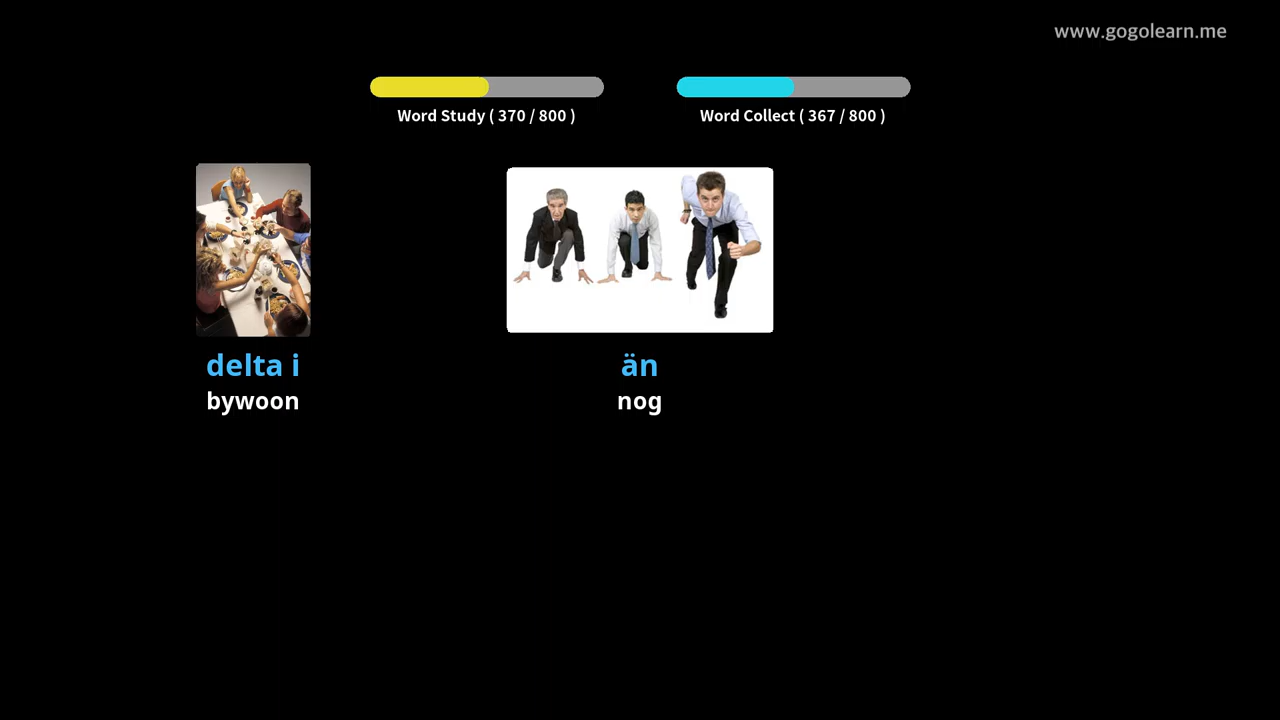 www.gogolearn.me
Word Study ( 370 / 800 )
Word Collect ( 367 / 800 )
delta i
bywoon
än
nog